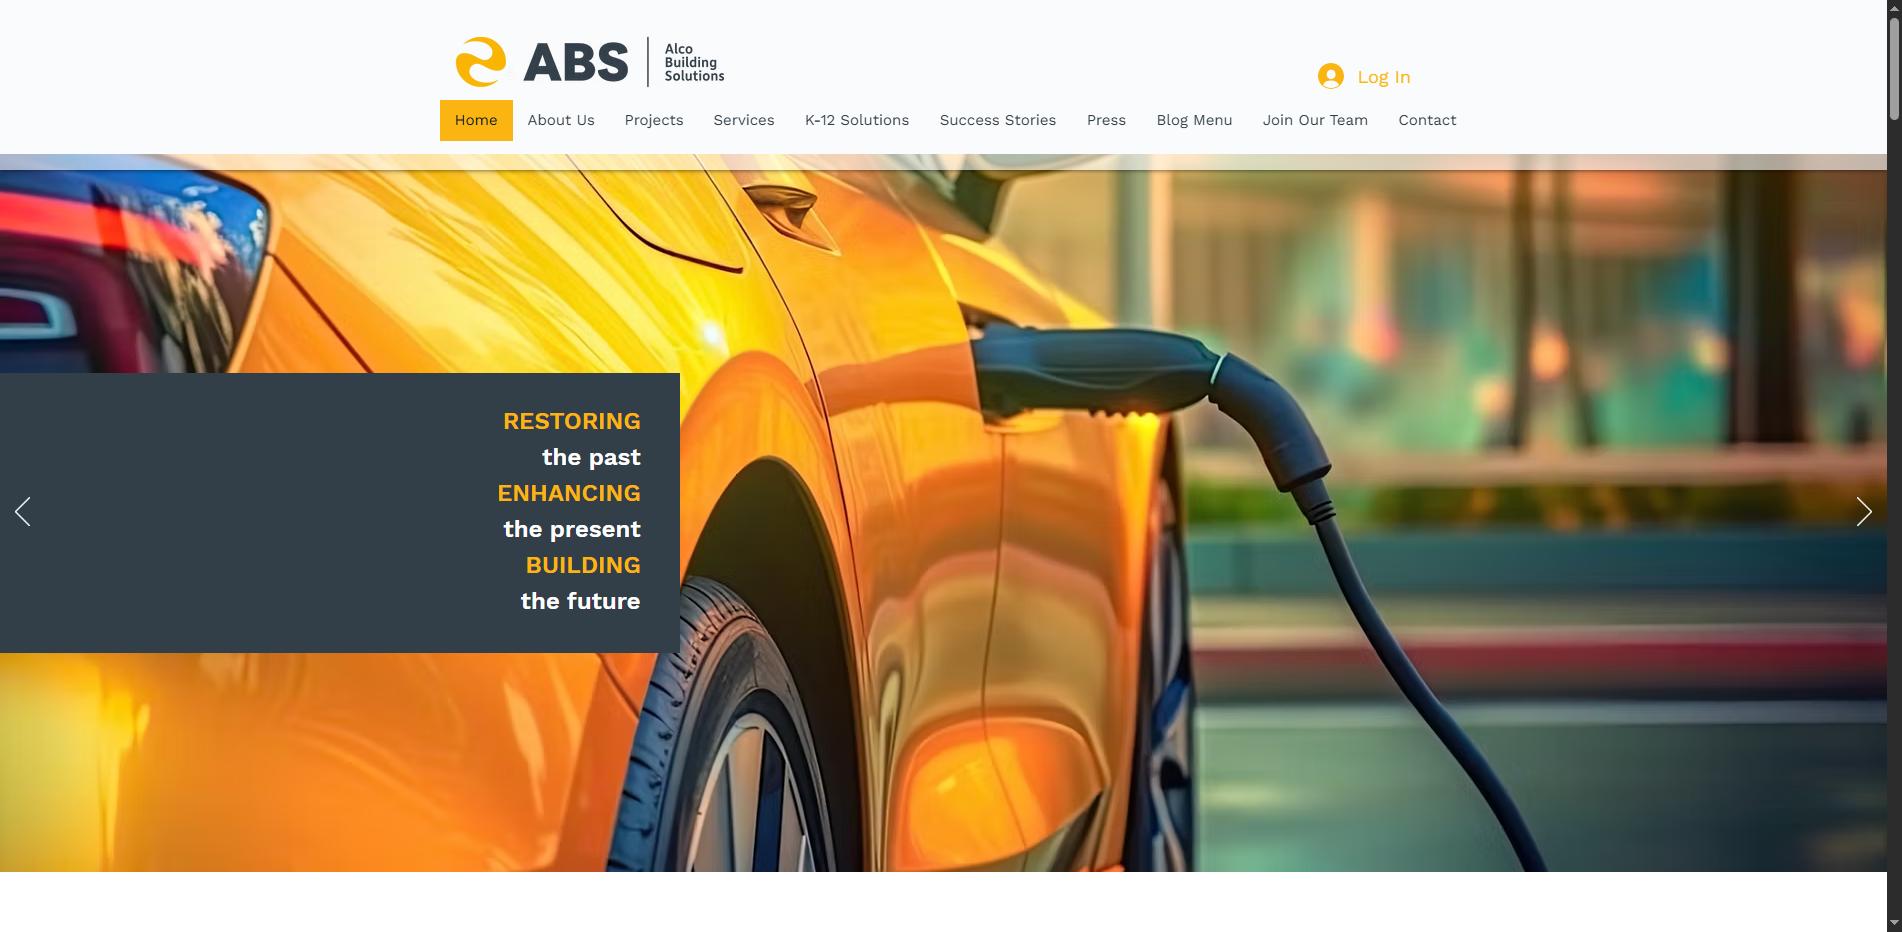 ABS
Alco
Building
Solutions
Log In
Home About Us Projects Services K-12 Solutions Success Stories Press Blog Menu Join Our Team Contact
RESTORING
the past
ENHANCING
the present
BUILDING
the future